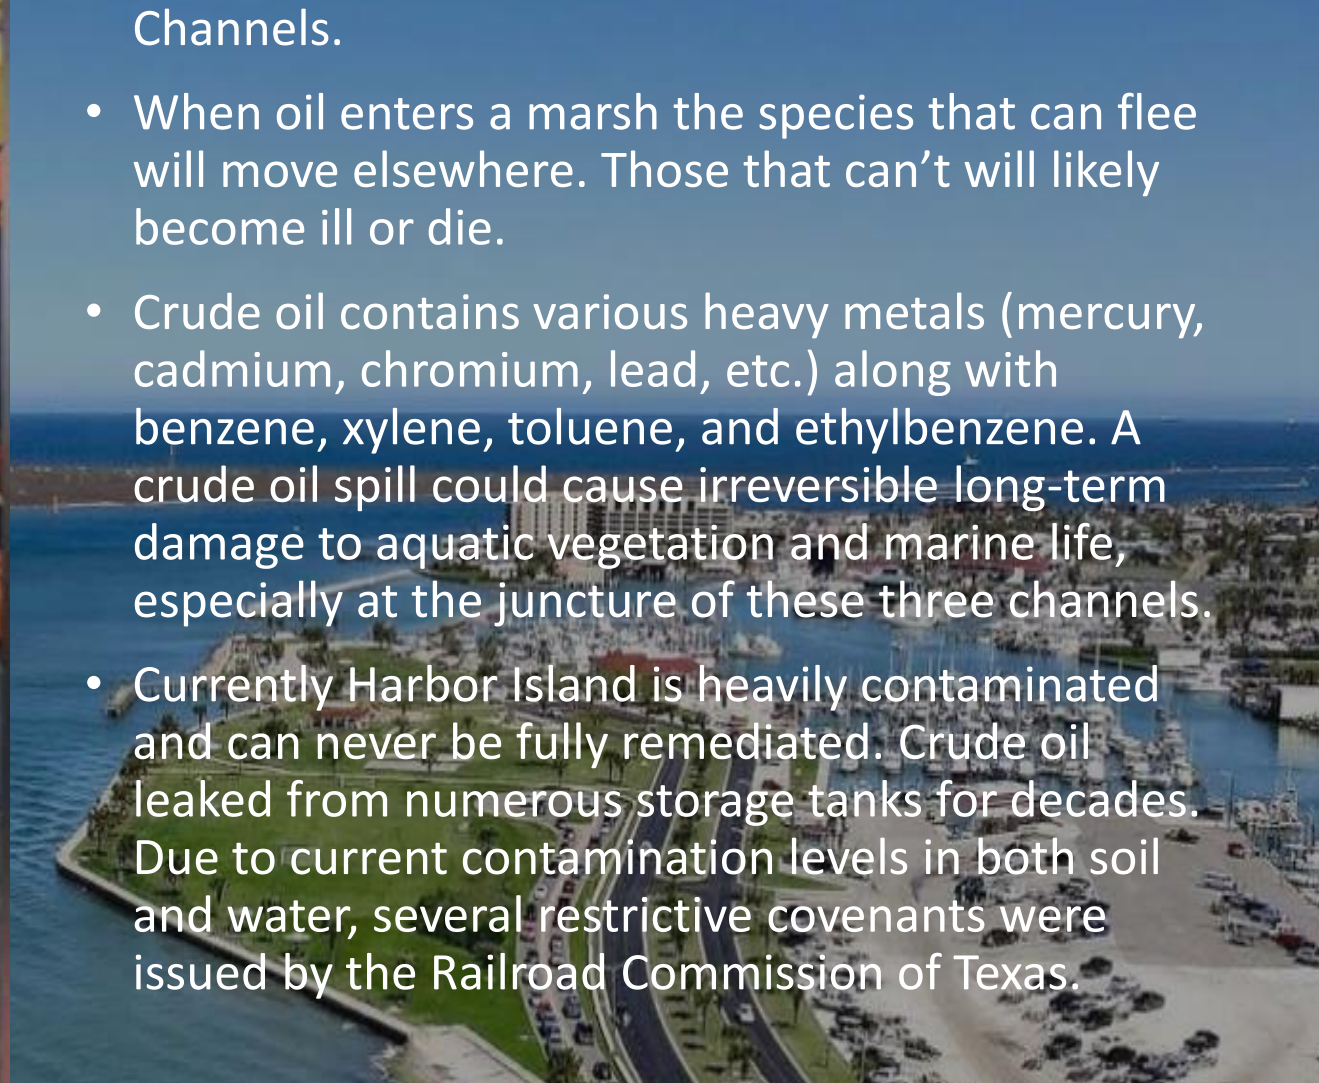 Channels.
• When oil enters a marsh the species that can flee
will move elsewhere. Those that can’t will likely
become ill or die.
• Crude oil contains various heavy metals (mercury,
cadmium, chromium, lead, etc.) along with
benzene, xylene, toluene, and ethylbenzene. A
crude oil spill could cause irreversible long-term
damage to aquatic vegetation and marine life,
especially at the juncture of these three channels.
• Currently Harbor Island is heavily contaminated
and can never be fully remediated. Crude oil
leaked from numerous storage tanks for decades.
Due to current contamination levels in both soil
and water, several restrictive covenants were
issued by the Railroad Commission of Texas.